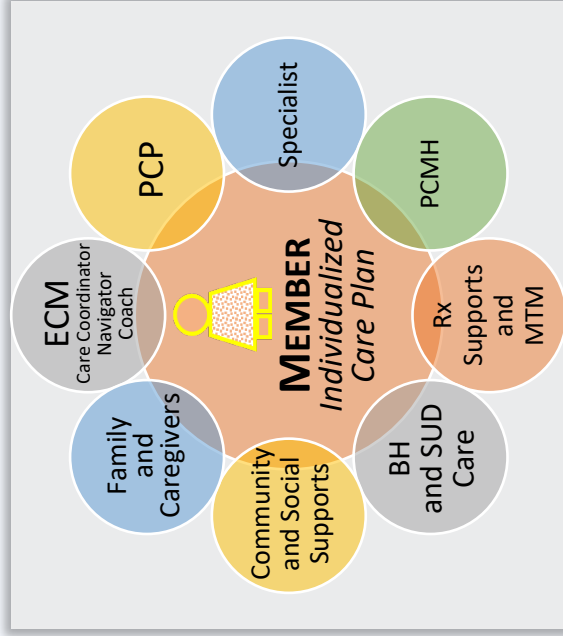 ECM
Care Coordinator
Navigator
Coach
PCP
Specialist
PCMH
Rx
Supports
and
MTM
BH
and SUD
Care
Community
and Social
Supports
Family
and
Caregivers
MEMBER
Individualized
Care Plan